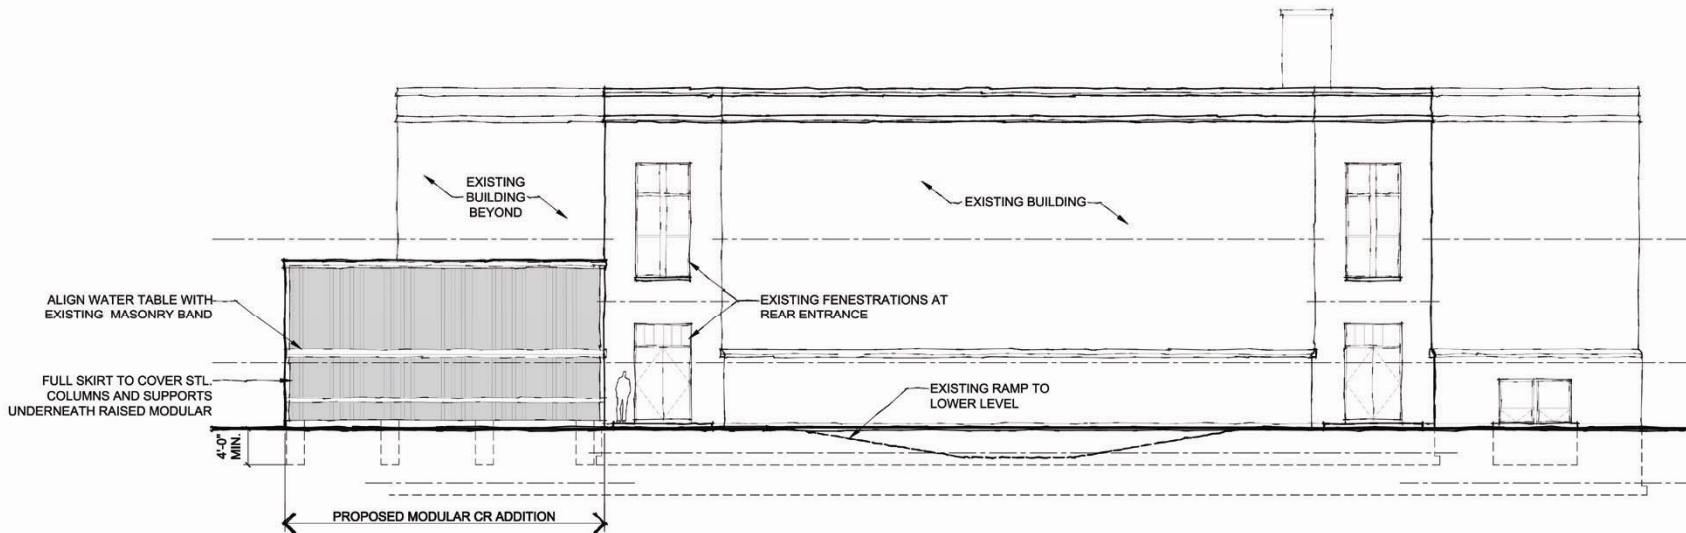 EXISTING
BUILDING
BEYOND
EXISTING BUILDING
ALIGN WATER TABLE WITH
EXISTING MASONRY BAND
EXISTING FENESTRATIONS AT
REAR ENTRANCE
FULL SKIRT TO COVER STL.
COLUMNS AND SUPPORTS
UNDERNEATH RAISED MODULAR
EXISTING RAMP TO
LOWER LEVEL
4'-0"
MIN.
PROPOSED MODULAR CR ADDITION